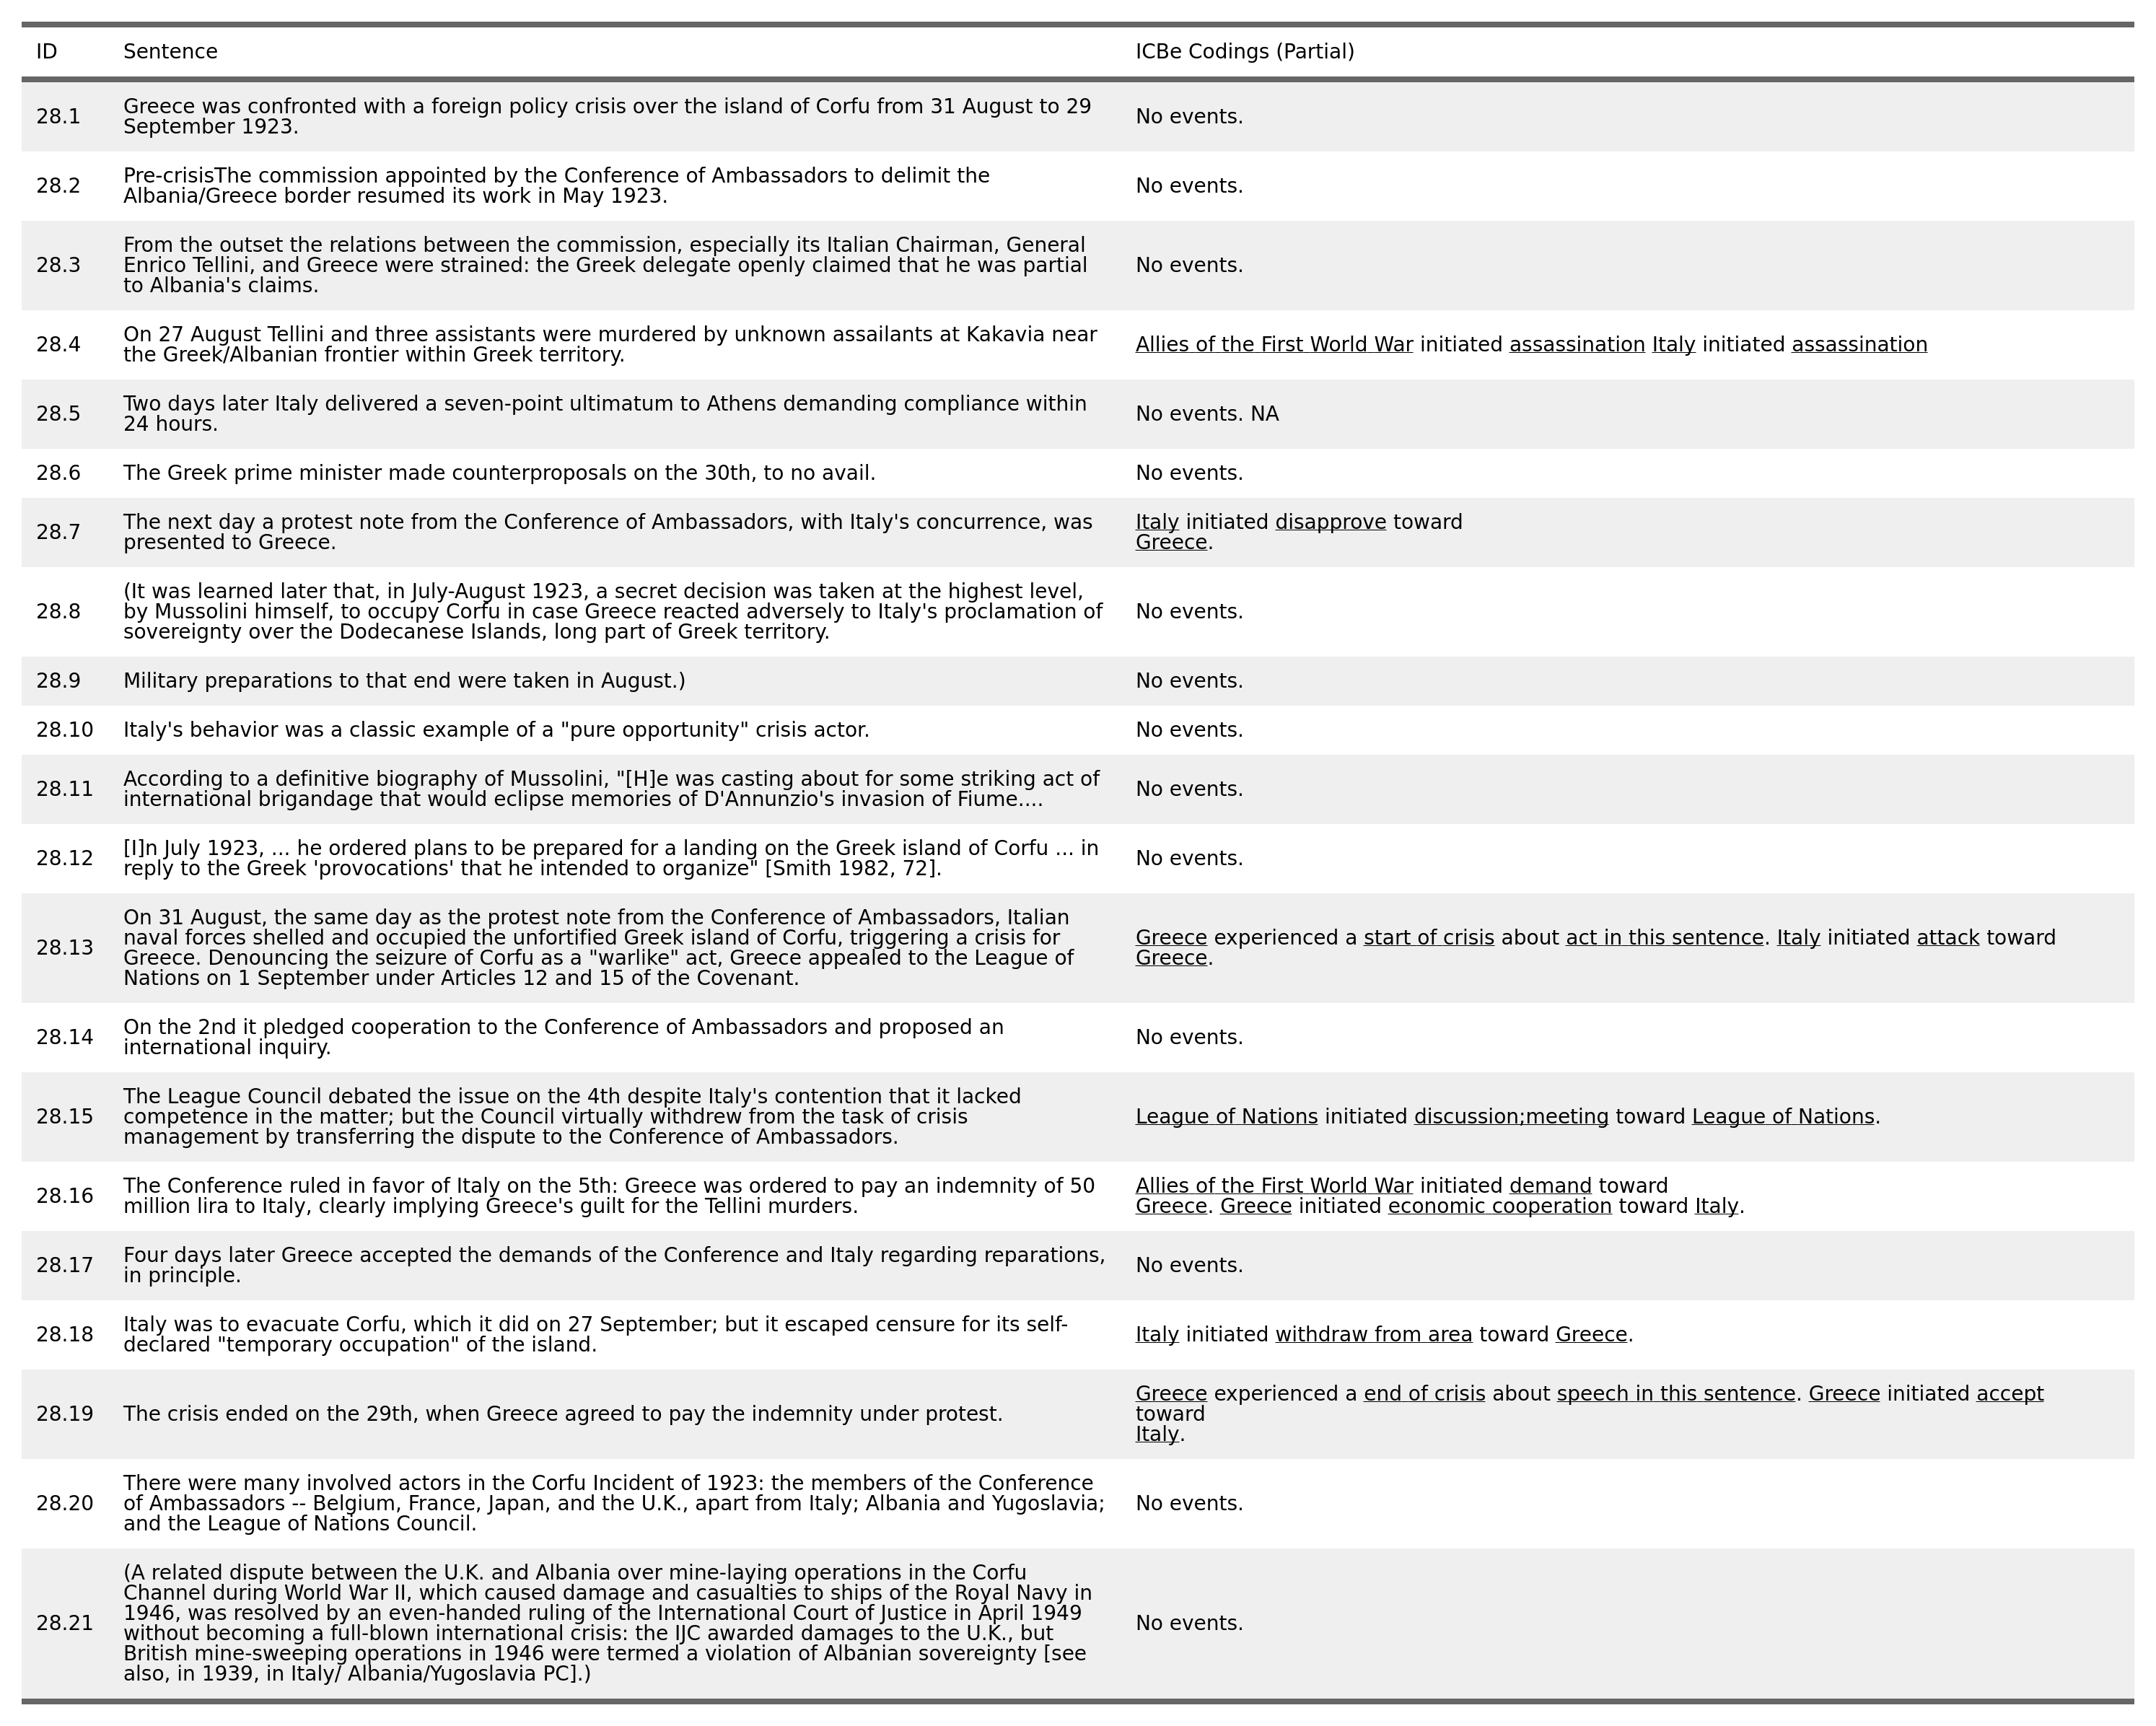 ID Sentence ICBe Codings (Partial)
28.1 Greece was confronted with a foreign policy crisis over the island of Corfu from 31 August to 29
September 1923.
No events.
28.2 Pre-crisisThe commission appointed by the Conference of Ambassadors to delimit the
Albania/Greece border resumed its work in May 1923.
No events.
28.3 From the outset the relations between the commission, especially its Italian Chairman, General
Enrico Tellini, and Greece were strained: the Greek delegate openly claimed that he was partial
to Albania's claims.
No events.
28.4 On 27 August Tellini and three assistants were murdered by unknown assailants at Kakavia near
the Greek/Albanian frontier within Greek territory.
Allies of the First World War initiated assassination Italy initiated assassination
28.5 Two days later Italy delivered a seven-point ultimatum to Athens demanding compliance within
24 hours.
No events. NA
28.6 The Greek prime minister made counterproposals on the 30th, to no avail.
No events.
28.7 The next day a protest note from the Conference of Ambassadors, with Italy's concurrence, was
presented to Greece.
Italy initiated disapprove toward
Greece.
28.8 (It was learned later that, in July-August 1923, a secret decision was taken at the highest level,
by Mussolini himself, to occupy Corfu in case Greece reacted adversely to Italy's proclamation of
sovereignty over the Dodecanese Islands, long part of Greek territory.
No events.
28.9 Military preparations to that end were taken in August.)
No events.
28.10 Italy's behavior was a classic example of a "pure opportunity" crisis actor.
No events.
28.11 According to a definitive biography of Mussolini, "[H]e was casting about for some striking act of
international brigandage that would eclipse memories of D'Annunzio's invasion of Fiume....
No events.
28.12 [I]n July 1923, ... he ordered plans to be prepared for a landing on the Greek island of Corfu ... in
reply to the Greek 'provocations' that he intended to organize" [Smith 1982, 72].
No events.
28.13 On 31 August, the same day as the protest note from the Conference of Ambassadors, Italian
naval forces shelled and occupied the unfortified Greek island of Corfu, triggering a crisis for
Greece. Denouncing the seizure of Corfu as a "warlike" act, Greece appealed to the League of
Nations on 1 September under Articles 12 and 15 of the Covenant.
Greece experienced a start of crisis about act in this sentence. Italy initiated attack toward
Greece.
28.14 On the 2nd it pledged cooperation to the Conference of Ambassadors and proposed an
international inquiry.
No events.
28.15 The League Council debated the issue on the 4th despite Italy's contention that it lacked
competence in the matter; but the Council virtually withdrew from the task of crisis
management by transferring the dispute to the Conference of Ambassadors.
League of Nations initiated discussion;meeting toward League of Nations.
28.16 The Conference ruled in favor of Italy on the 5th: Greece was ordered to pay an indemnity of 50
million lira to Italy, clearly implying Greece's guilt for the Tellini murders.
Allies of the First World War initiated demand toward
Greece. Greece initiated economic cooperation toward Italy.
28.17 Four days later Greece accepted the demands of the Conference and Italy regarding reparations,
in principle.
No events.
28.18 Italy was to evacuate Corfu, which it did on 27 September; but it escaped censure for its self-
declared "temporary occupation" of the island.
Italy initiated withdraw from area toward Greece.
28.19 The crisis ended on the 29th, when Greece agreed to pay the indemnity under protest.
Greece experienced a end of crisis about speech in this sentence. Greece initiated accept
toward
Italy.
28.20 There were many involved actors in the Corfu Incident of 1923: the members of the Conference
of Ambassadors -- Belgium, France, Japan, and the U.K., apart from Italy; Albania and Yugoslavia;
and the League of Nations Council.
No events.
28.21 (A related dispute between the U.K. and Albania over mine-laying operations in the Corfu
Channel during World War II, which caused damage and casualties to ships of the Royal Navy in
1946, was resolved by an even-handed ruling of the International Court of Justice in April 1949
without becoming a full-blown international crisis: the IJC awarded damages to the U.K., but
British mine-sweeping operations in 1946 were termed a violation of Albanian sovereignty [see
also, in 1939, in Italy/ Albania/Yugoslavia PC].)
No events.